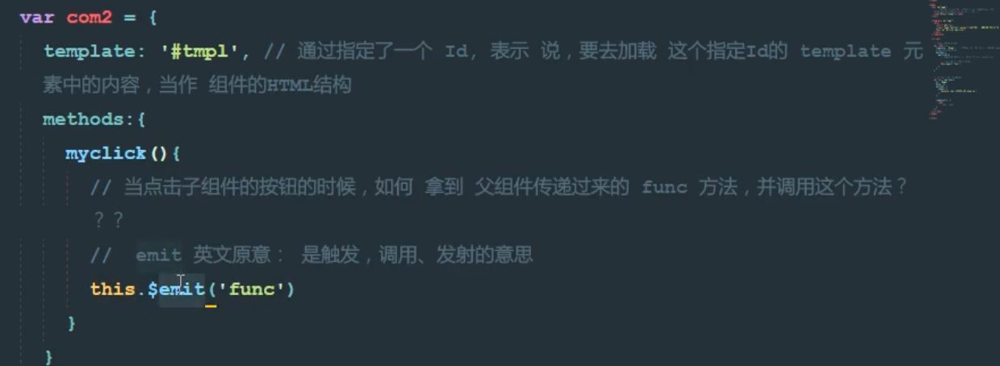 var com2 = {
template: '#tmpl', // 通过指定了一个 Id, 表示 说，要去加载 这个指定Id的 template 元
素中的内容，当作 组件的HTML结构
methods:{
myclick(){
// 当点击子组件的按钮的时候，如何 拿到 父组件传递过来的 func 方法，并调用这个方法？
？？
// emit 英文原意： 是触发，调用、发射的意思
this.$emit('func')
}
}